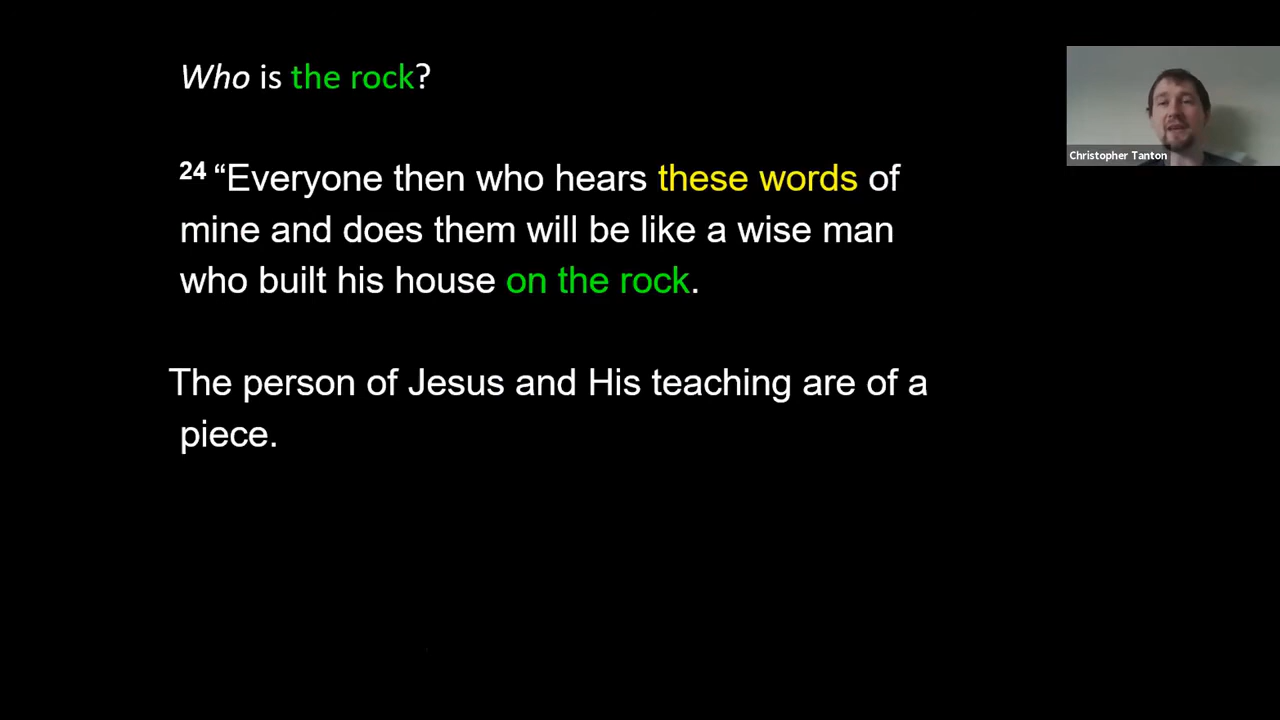 Who is the rock?
24 “Everyone then who hears these words of
mine and does them will be like a wise man
who built his house on the rock.
The person of Jesus and His teaching are of a
piece.
Christopher Tanton